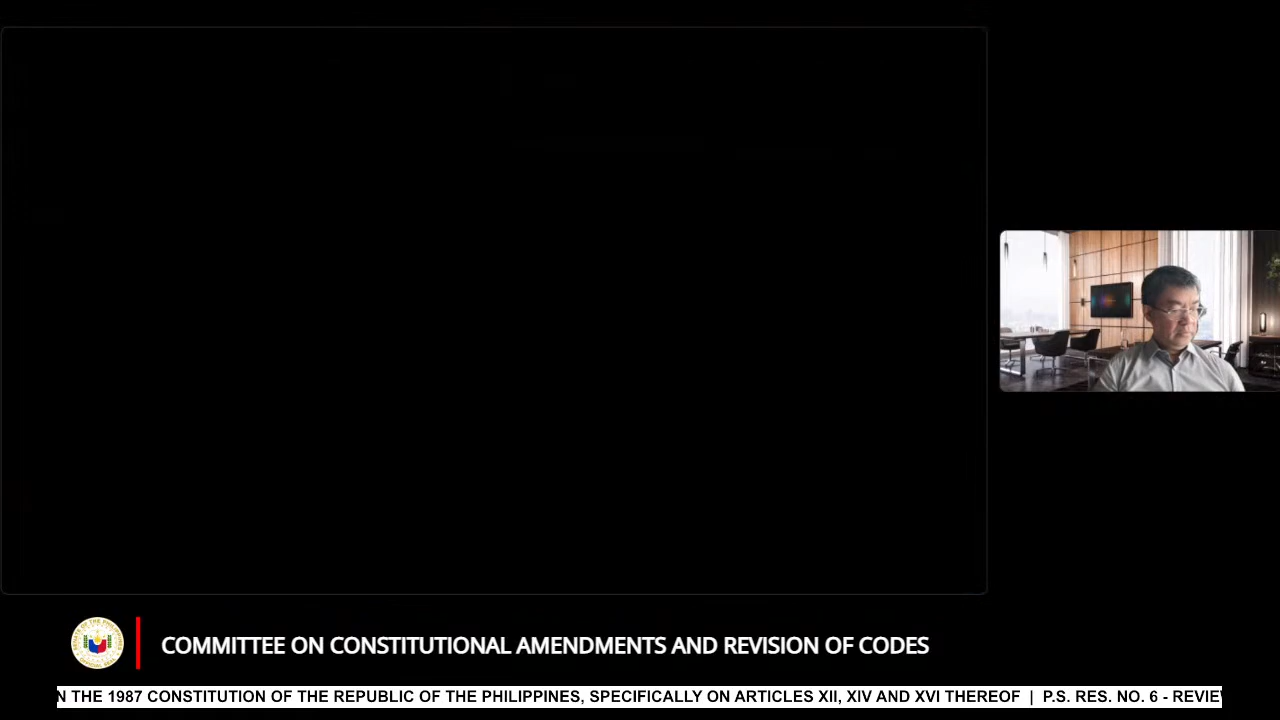 COMMITTEE ON CONSTITUTIONAL AMENDMENTS AND REVISION OF CODES
N THE 1987 CONSTITUTION OF THE REPUBLIC OF THE PHILIPPINES, SPECIFICALLY ON ARTICLES XII, XIV AND XVI THEREOF | P.S. RES. NO. 6 - REVIEW